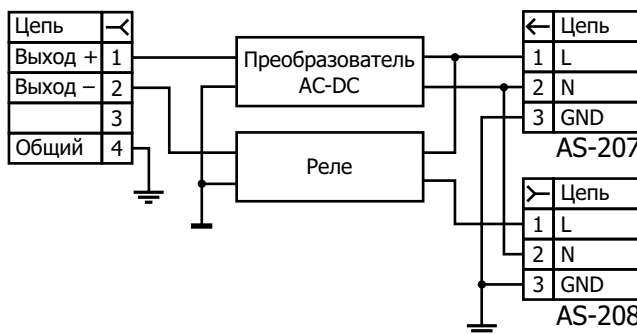 Цепь
Выход + 1
Выход − 2
3
Общий 4
Преобразователь
AC-DC
Реле
Цепь
1 L
2 N
3 GND
AS-207
Цепь
1 L
2 N
3 GND
AS-208